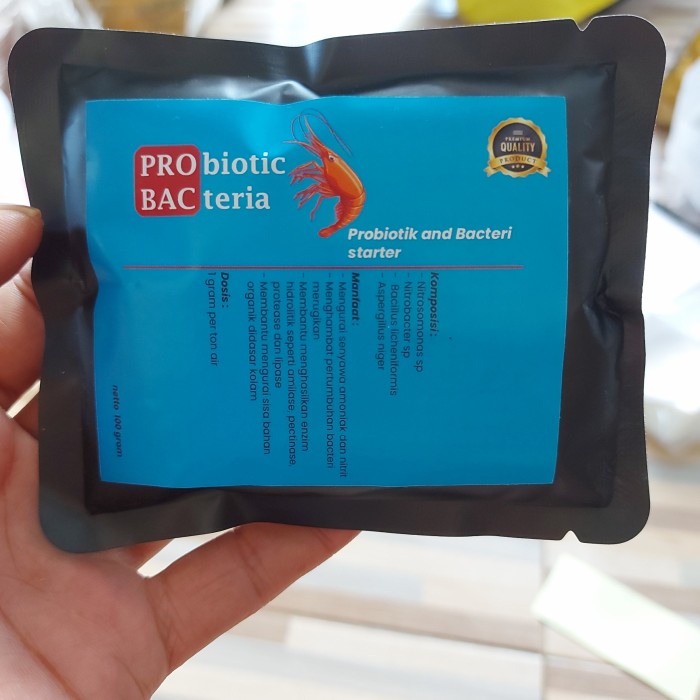 PRObiotic
BACteria
PREMIUM
QUALITY
PRODUCT
Probiotik and Bacteri
starter
Komposisi :
- Nitrosomonas sp
- Nitrobacter sp
- Bacillus licheniformis
- Aspergillus niger
Manfaat :
- Mengurai senyawa amoniak dan nitrit
- Menghambat pertumbuhan bacteri
merugikan
- Membantu menghasilkan enzim
hidrolitik seperti amilase, pectinase,
protease dan lipase
- Membantu mengurai sisa bahan
organik didasar kolam
Dosis :
1 gram per ton air
netto 100 gram